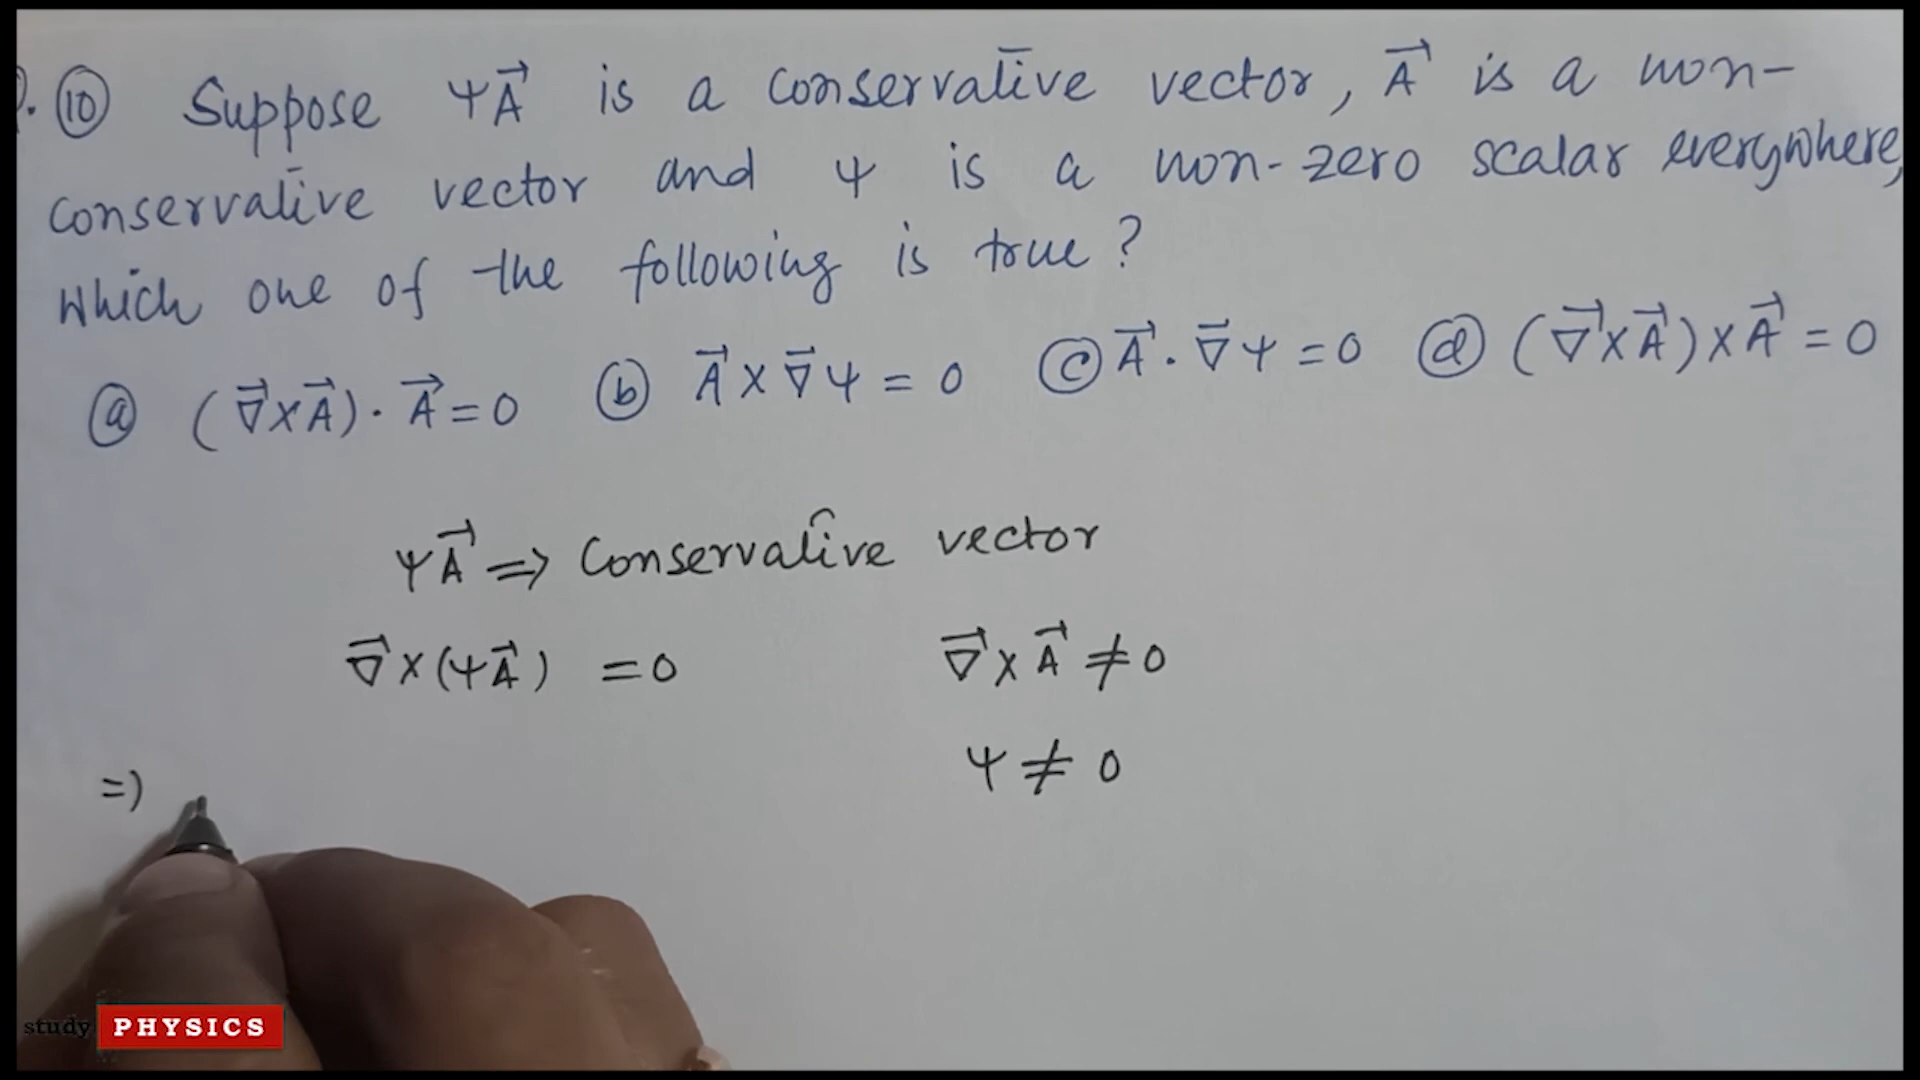 ⑩ Suppose ψA⃗ is a conservative vector, A⃗ is a non-
conservative vector and ψ is a non-zero scalar everywhere,
Which one of the following is true?
ⓐ (∇⃗×A⃗)·A⃗=0 ⓑ A⃗×∇⃗ψ=0 ⓒ A⃗·∇⃗ψ=0 ⓓ (∇⃗×A⃗)×A⃗=0
ψA⃗ ⇒ Conservative vector
∇⃗×(ψA⃗) =0 ∇⃗×A⃗≠0
ψ≠0
=)
study PHYSICS